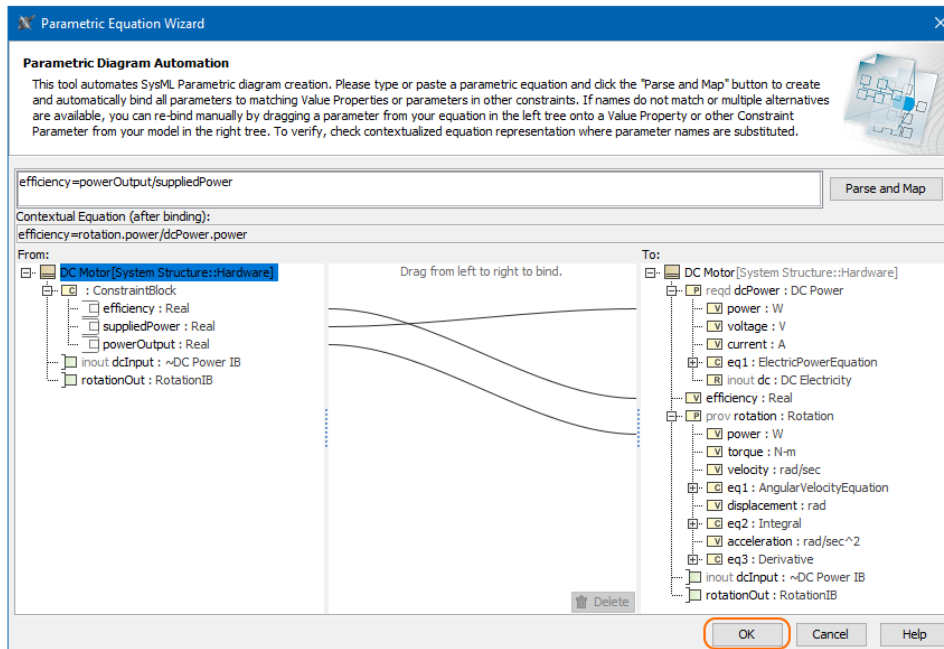 Parametric Equation Wizard
Parametric Diagram Automation
This tool automates SysML Parametric diagram creation. Please type or paste a parametric equation and click the "Parse and Map" button to create
and automatically bind all parameters to matching Value Properties or parameters in other constraints. If names do not match or multiple alternatives
are available, you can re-bind manually by dragging a parameter from your equation in the left tree onto a Value Property or other Constraint
Parameter from your model in the right tree. To verify, check contextualized equation representation where parameter names are substituted.
efficiency=powerOutput/suppliedPower
Parse and Map
Contextual Equation (after binding):
efficiency=rotation.power/dcPower.power
From:
DC Motor[System Structure::Hardware]
C : ConstraintBlock
efficiency : Real
suppliedPower : Real
powerOutput : Real
inout dcInput : ~DC Power IB
rotationOut : RotationIB
Drag from left to right to bind.
Delete
To:
DC Motor[System Structure::Hardware]
P reqd dcPower : DC Power
V power : W
V voltage : V
V current : A
C eq1 : ElectricPowerEquation
R inout dc : DC Electricity
V efficiency : Real
P prov rotation : Rotation
V power : W
V torque : N-m
V velocity : rad/sec
C eq1 : AngularVelocityEquation
V displacement : rad
C eq2 : Integral
V acceleration : rad/sec^2
C eq3 : Derivative
inout dcInput : ~DC Power IB
rotationOut : RotationIB
OK
Cancel
Help